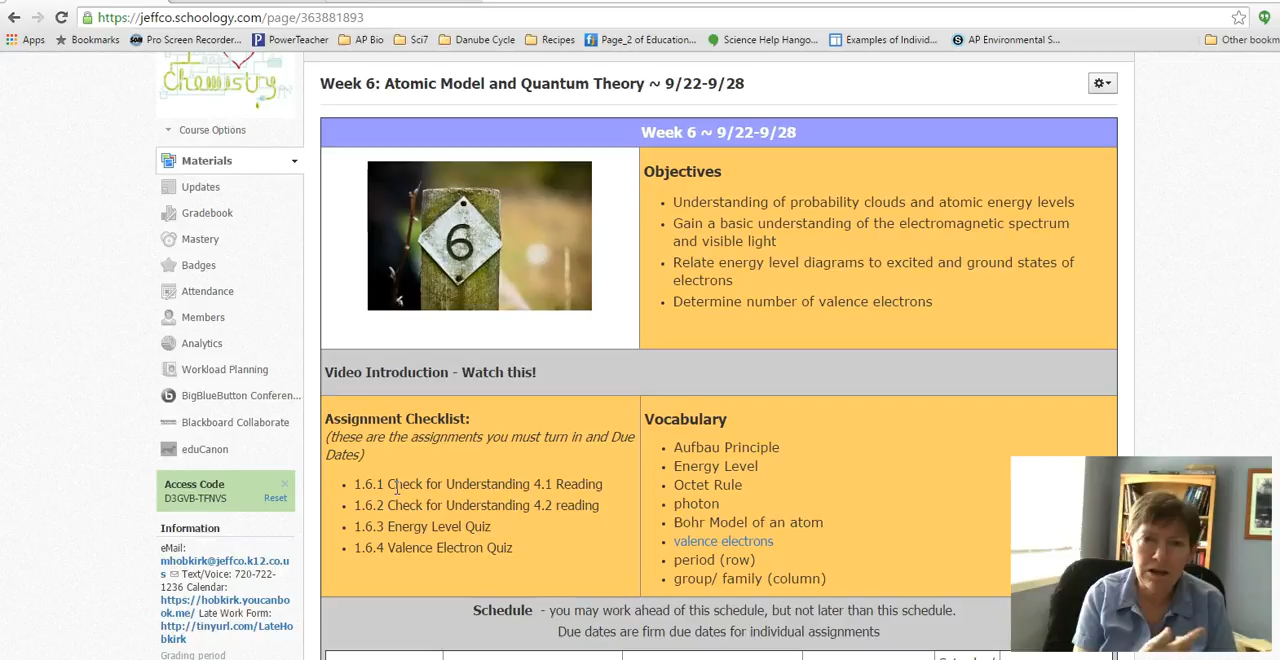 https://jeffco.schoology.com/page/363881893
Apps Bookmarks Pro Screen Recorder... PowerTeacher AP Bio Sci7 Danube Cycle Recipes Page_2 of Education... Science Help Hango... Examples of Individ... AP Environmental S... Other bookm
Chemistry
Week 6: Atomic Model and Quantum Theory ~ 9/22-9/28
Course Options
Materials
Updates
Gradebook
Mastery
Badges
Attendance
Members
Analytics
Workload Planning
BigBlueButton Conferen...
Blackboard Collaborate
eduCanon
Access Code
D3GVB-TFNVS Reset
Information
eMail:
mhobkirk@jeffco.k12.co.u
s Text/Voice: 720-722-
1236 Calendar:
https://hobkirk.youcanbo
ok.me/ Late Work Form:
http://tinyurl.com/LateHo
bkirk
Grading period
Week 6 ~ 9/22-9/28
6
Objectives
• Understanding of probability clouds and atomic energy levels
• Gain a basic understanding of the electromagnetic spectrum
and visible light
• Relate energy level diagrams to excited and ground states of
electrons
• Determine number of valence electrons
Video Introduction - Watch this!
Assignment Checklist:
(these are the assignments you must turn in and Due
Dates)
• 1.6.1 Check for Understanding 4.1 Reading
• 1.6.2 Check for Understanding 4.2 reading
• 1.6.3 Energy Level Quiz
• 1.6.4 Valence Electron Quiz
Vocabulary
• Aufbau Principle
• Energy Level
• Octet Rule
• photon
• Bohr Model of an atom
• valence electrons
• period (row)
• group/ family (column)
Schedule - you may work ahead of this schedule, but not later than this schedule.
Due dates are firm due dates for individual assignments